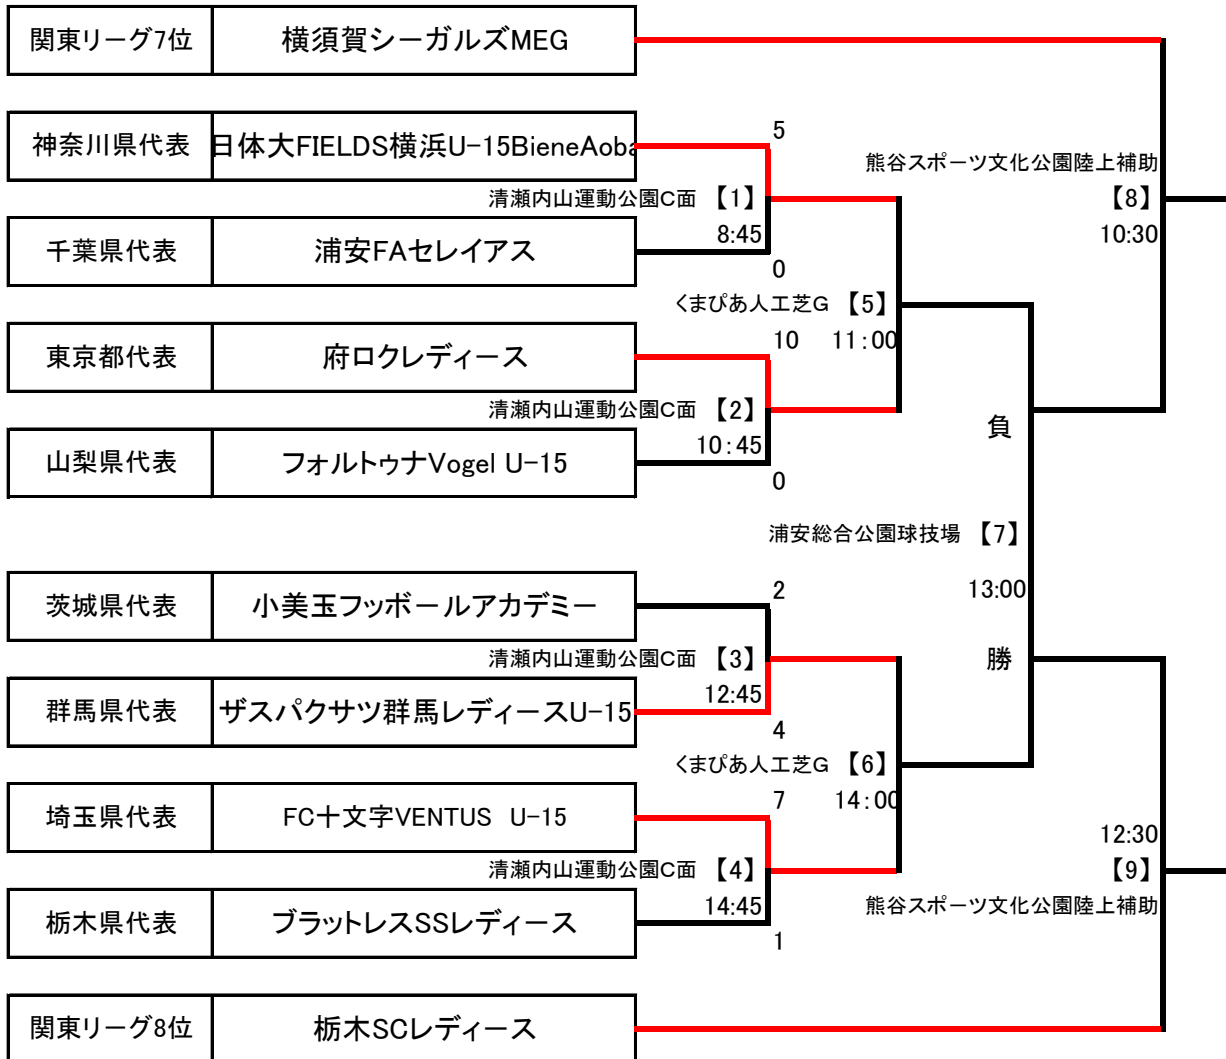 関東リーグ7位 横須賀シーガルズMEG
神奈川県代表 日体大FIELDS横浜U-15BieneAoba
5
熊谷スポーツ文化公園陸上補助
清瀬内山運動公園C面 【1】
【8】
8:45
10:30
千葉県代表 浦安FAセレイアス
0
くまぴあ人工芝G 【5】
10 11:00
東京都代表 府ロクレディース
清瀬内山運動公園C面 【2】
負
10:45
山梨県代表 フォルトゥナVogel U-15
0
浦安総合公園球技場 【7】
13:00
茨城県代表 小美玉フッボールアカデミー
2
清瀬内山運動公園C面 【3】
勝
12:45
群馬県代表 ザスパクサツ群馬レディースU-15
4
くまぴあ人工芝G 【6】
7 14:00
埼玉県代表 FC十文字VENTUS U-15
12:30
清瀬内山運動公園C面 【4】
【9】
14:45
熊谷スポーツ文化公園陸上補助
栃木県代表 ブラットレスSSレディース
1
関東リーグ8位 栃木SCレディース